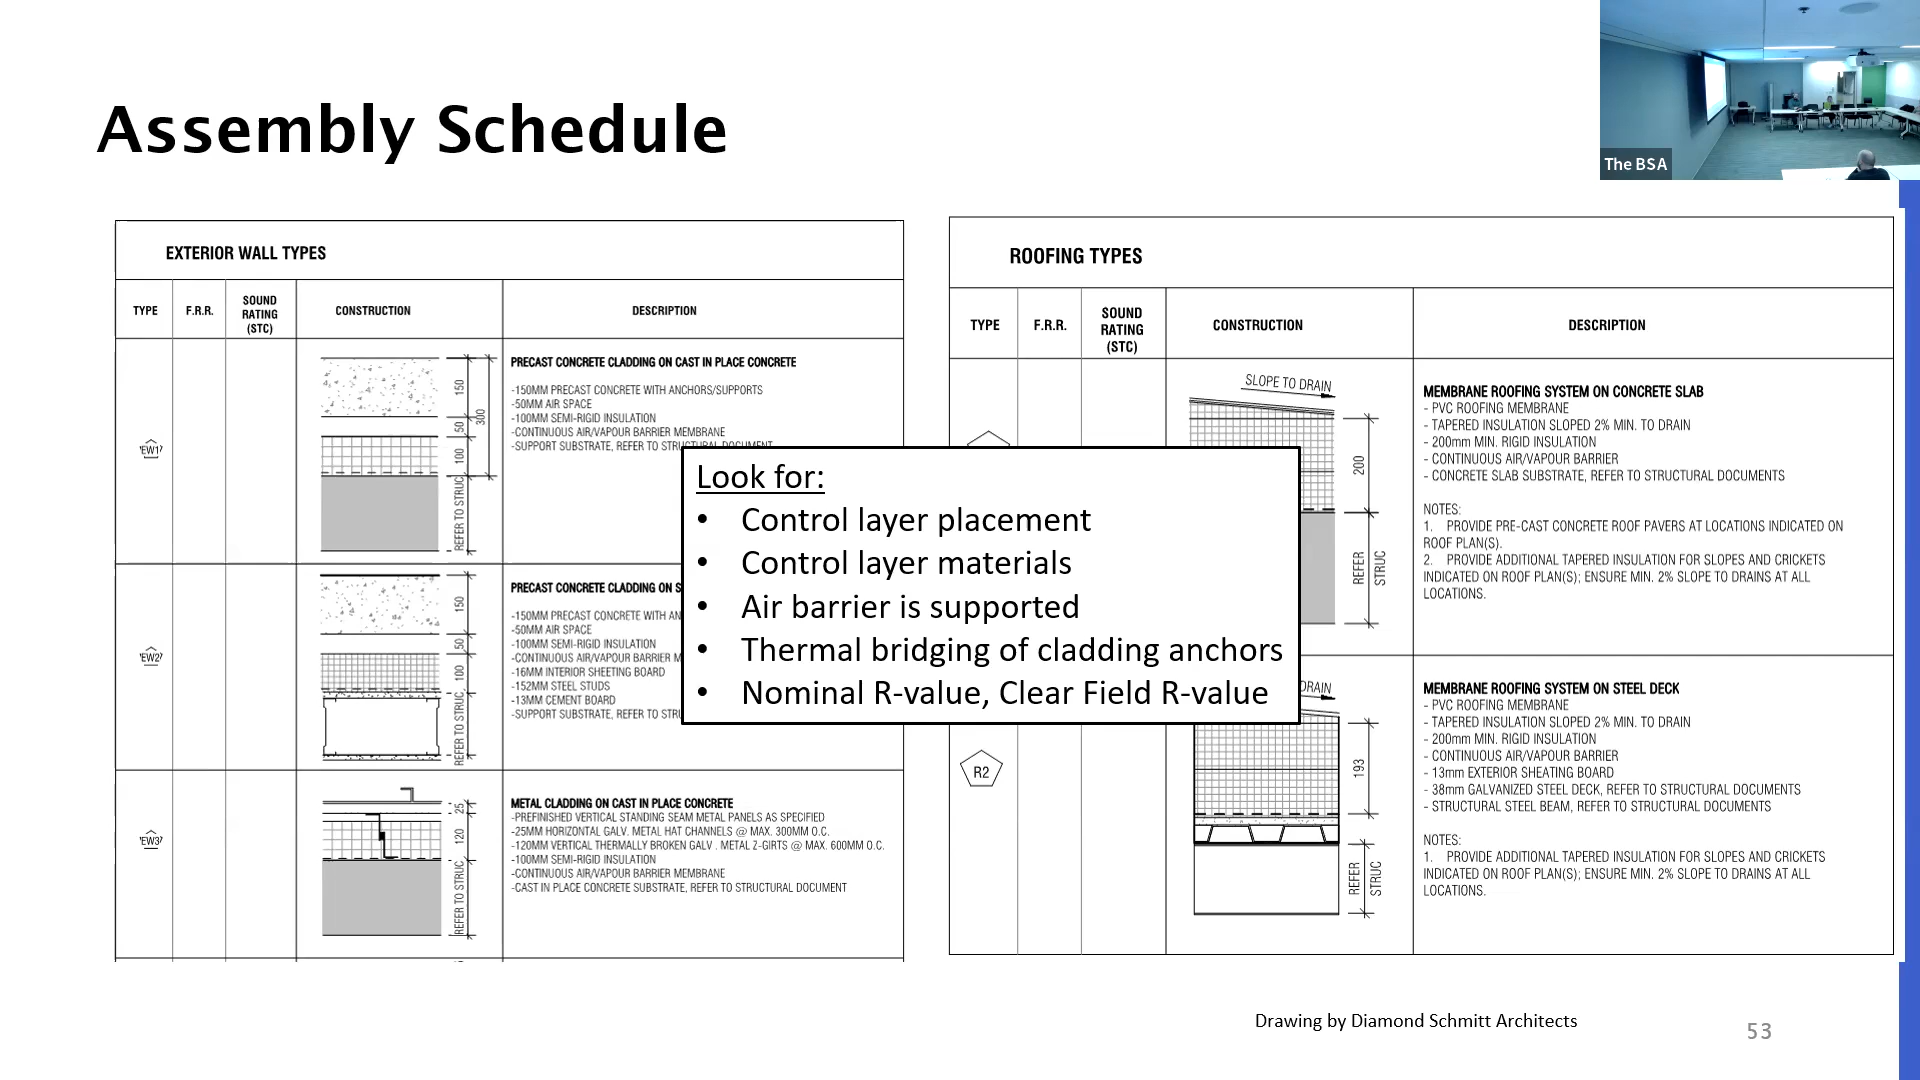 Assembly Schedule
The BSA
EXTERIOR WALL TYPES
TYPE
F.R.R.
SOUND
RATING
(STC)
CONSTRUCTION
DESCRIPTION
EW1
150
50
100
300
REFER TO STRUC
PRECAST CONCRETE CLADDING ON CAST IN PLACE CONCRETE
-150MM PRECAST CONCRETE WITH ANCHORS/SUPPORTS
-50MM AIR SPACE
-100MM SEMI-RIGID INSULATION
-CONTINUOUS AIR/VAPOUR BARRIER MEMBRANE
-SUPPORT SUBSTRATE, REFER TO STRUCTURAL DOCUMENT
EW2
150
50
100
REFER TO STRUC.
PRECAST CONCRETE CLADDING ON S
-150MM PRECAST CONCRETE WITH AN
-50MM AIR SPACE
-100MM SEMI-RIGID INSULATION
-CONTINUOUS AIR/VAPOUR BARRIER M
-16MM INTERIOR SHEETING BOARD
-152MM STEEL STUDS
-13MM CEMENT BOARD
-SUPPORT SUBSTRATE, REFER TO STRU
EW3
25
120
REFER TO STRUC.
METAL CLADDING ON CAST IN PLACE CONCRETE
-PREFINISHED VERTICAL STANDING SEAM METAL PANELS AS SPECIFIED
-25MM HORIZONTAL GALV. METAL HAT CHANNELS @ MAX. 300MM O.C.
-120MM VERTICAL THERMALLY BROKEN GALV . METAL Z-GIRTS @ MAX. 600MM O.C.
-100MM SEMI-RIGID INSULATION
-CONTINUOUS AIR/VAPOUR BARRIER MEMBRANE
-CAST IN PLACE CONCRETE SUBSTRATE, REFER TO STRUCTURAL DOCUMENT
Look for:
• Control layer placement
• Control layer materials
• Air barrier is supported
• Thermal bridging of cladding anchors
• Nominal R-value, Clear Field R-value
ROOFING TYPES
TYPE
F.R.R.
SOUND
RATING
(STC)
CONSTRUCTION
DESCRIPTION
SLOPE TO DRAIN
200
REFER
STRUC
MEMBRANE ROOFING SYSTEM ON CONCRETE SLAB
- PVC ROOFING MEMBRANE
- TAPERED INSULATION SLOPED 2% MIN. TO DRAIN
- 200mm MIN. RIGID INSULATION
- CONTINUOUS AIR/VAPOUR BARRIER
- CONCRETE SLAB SUBSTRATE, REFER TO STRUCTURAL DOCUMENTS
NOTES:
1. PROVIDE PRE-CAST CONCRETE ROOF PAVERS AT LOCATIONS INDICATED ON
ROOF PLAN(S).
2. PROVIDE ADDITIONAL TAPERED INSULATION FOR SLOPES AND CRICKETS
INDICATED ON ROOF PLAN(S); ENSURE MIN. 2% SLOPE TO DRAINS AT ALL
LOCATIONS.
R2
DRAIN
193
REFER
STRUC
MEMBRANE ROOFING SYSTEM ON STEEL DECK
- PVC ROOFING MEMBRANE
- TAPERED INSULATION SLOPED 2% MIN. TO DRAIN
- 200mm MIN. RIGID INSULATION
- CONTINUOUS AIR/VAPOUR BARRIER
- 13mm EXTERIOR SHEATING BOARD
- 38mm GALVANIZED STEEL DECK, REFER TO STRUCTURAL DOCUMENTS
- STRUCTURAL STEEL BEAM, REFER TO STRUCTURAL DOCUMENTS
NOTES:
1. PROVIDE ADDITIONAL TAPERED INSULATION FOR SLOPES AND CRICKETS
INDICATED ON ROOF PLAN(S); ENSURE MIN. 2% SLOPE TO DRAINS AT ALL
LOCATIONS.
Drawing by Diamond Schmitt Architects
53